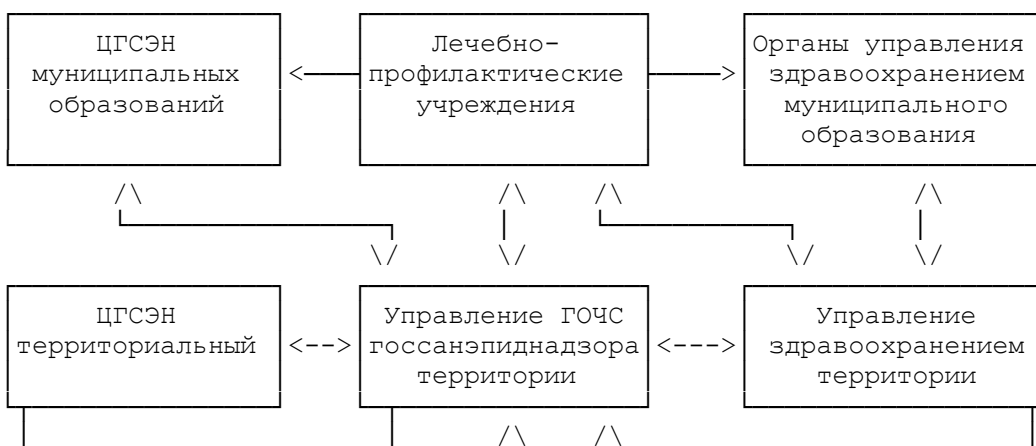 ЦГСЭН
муниципальных
образований
Лечебно-
профилактические
учреждения
Органы управления
здравоохранением
муниципального
образования
ЦГСЭН
территориальный
Управление ГОЧС
госсанэпиднадзора
территории
Управление
здравоохранением
территории